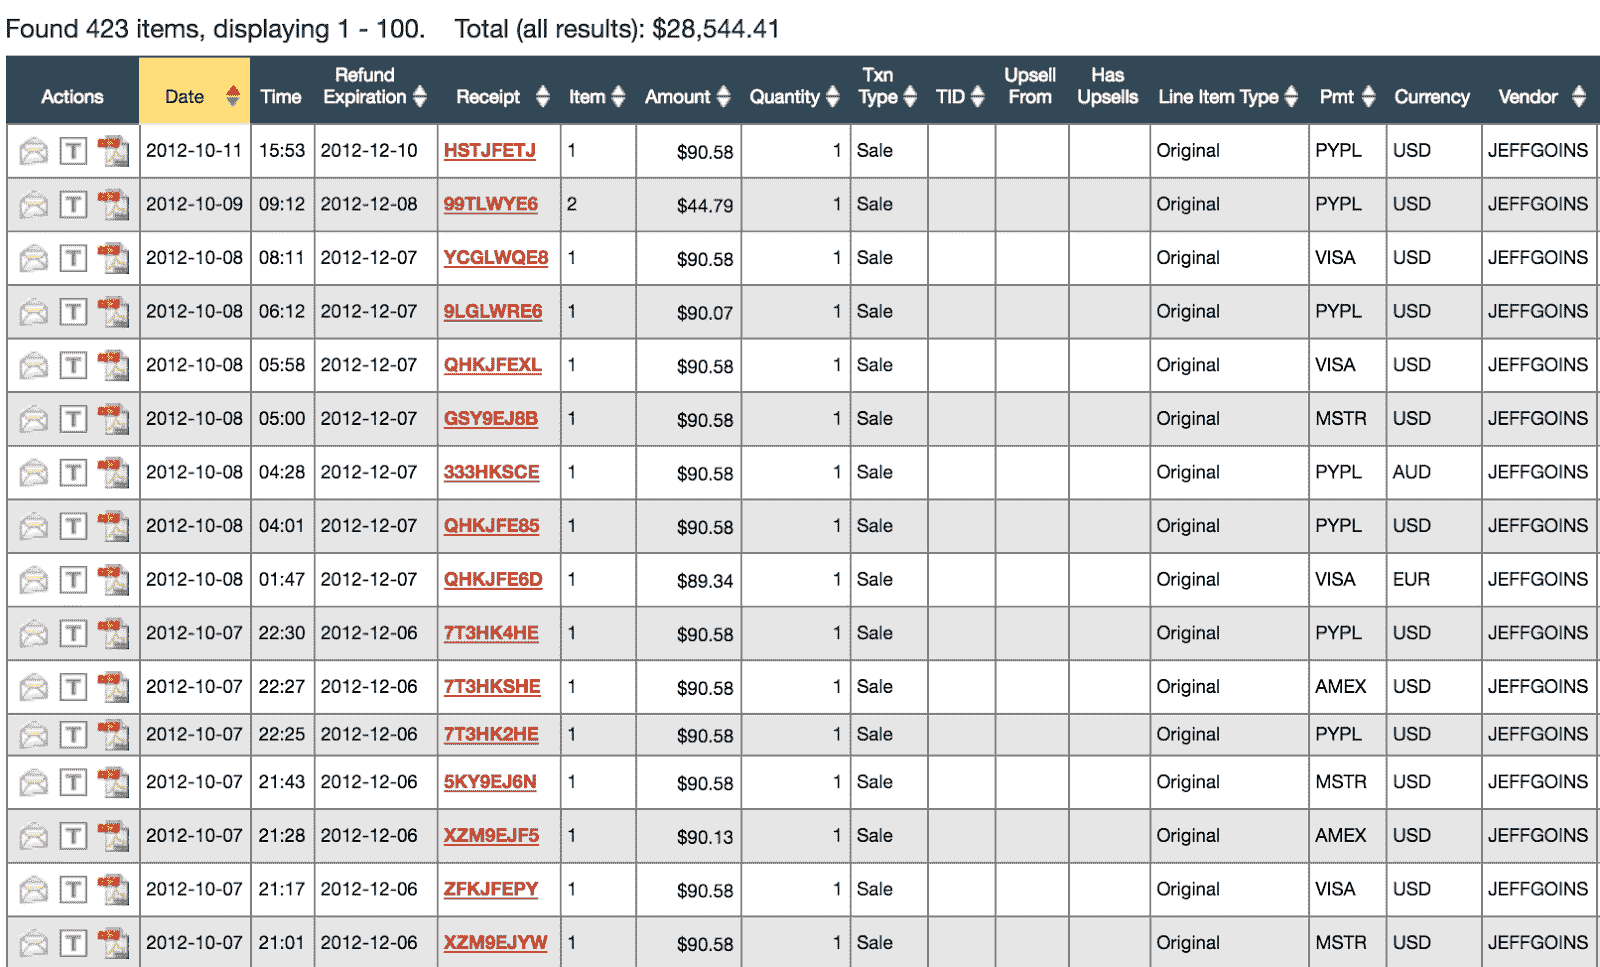 Found 423 items, displaying 1 - 100. Total (all results): $28,544.41
Actions Date Time Refund Expiration Receipt Item Amount Quantity Txn Type TID Upsell From Has Upsells Line Item Type Pmt Currency Vendor
T 2012-10-11 15:53 2012-12-10 HSTJFETJ 1 $90.58 1 Sale Original PYPL USD JEFFGOINS
T 2012-10-09 09:12 2012-12-08 99TLWYE6 2 $44.79 1 Sale Original PYPL USD JEFFGOINS
T 2012-10-08 08:11 2012-12-07 YCGLWQE8 1 $90.58 1 Sale Original VISA USD JEFFGOINS
T 2012-10-08 06:12 2012-12-07 9LGLWRE6 1 $90.07 1 Sale Original PYPL USD JEFFGOINS
T 2012-10-08 05:58 2012-12-07 QHKJFEXL 1 $90.58 1 Sale Original VISA USD JEFFGOINS
T 2012-10-08 05:00 2012-12-07 GSY9EJ8B 1 $90.58 1 Sale Original MSTR USD JEFFGOINS
T 2012-10-08 04:28 2012-12-07 333HKSCE 1 $90.58 1 Sale Original PYPL AUD JEFFGOINS
T 2012-10-08 04:01 2012-12-07 QHKJFE85 1 $90.58 1 Sale Original PYPL USD JEFFGOINS
T 2012-10-08 01:47 2012-12-07 QHKJFE6D 1 $89.34 1 Sale Original VISA EUR JEFFGOINS
T 2012-10-07 22:30 2012-12-06 7T3HK4HE 1 $90.58 1 Sale Original PYPL USD JEFFGOINS
T 2012-10-07 22:27 2012-12-06 7T3HKSHE 1 $90.58 1 Sale Original AMEX USD JEFFGOINS
T 2012-10-07 22:25 2012-12-06 7T3HK2HE 1 $90.58 1 Sale Original PYPL USD JEFFGOINS
T 2012-10-07 21:43 2012-12-06 5KY9EJ6N 1 $90.58 1 Sale Original MSTR USD JEFFGOINS
T 2012-10-07 21:28 2012-12-06 XZM9EJF5 1 $90.13 1 Sale Original AMEX USD JEFFGOINS
T 2012-10-07 21:17 2012-12-06 ZFKJFEPY 1 $90.58 1 Sale Original VISA USD JEFFGOINS
T 2012-10-07 21:01 2012-12-06 XZM9EJYW 1 $90.58 1 Sale Original MSTR USD JEFFGOINS